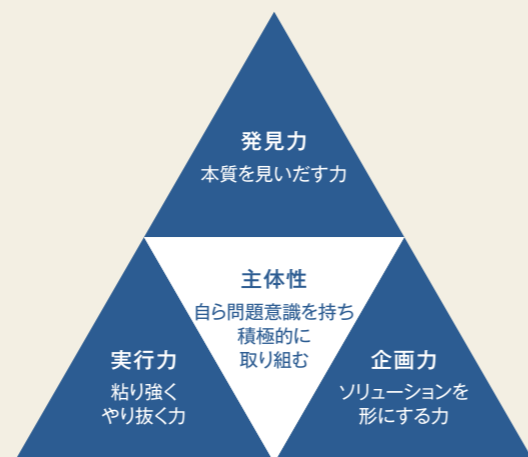 発見力
本質を見いだす力
主体性
自ら問題意識を持ち
積極的に
取り組む
実行力
粘り強く
やり抜く力
企画力
ソリューションを
形にする力